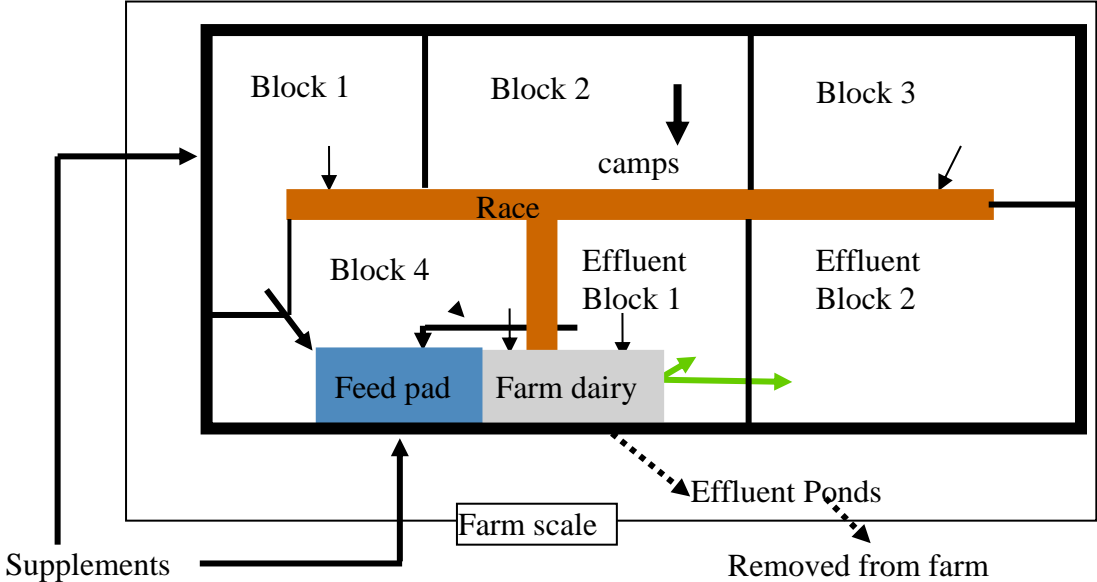 Block 1
Block 2
Block 3
camps
Race
Block 4
Effluent
Block 1
Effluent
Block 2
Feed pad
Farm dairy
Effluent Ponds
Farm scale
Supplements
Removed from farm